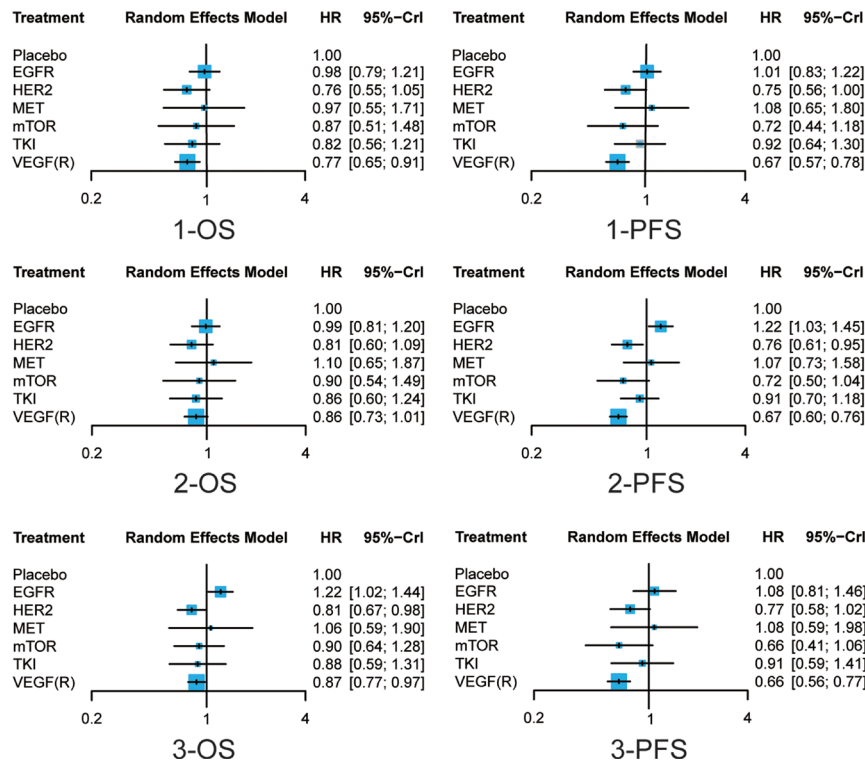 Treatment Random Effects Model HR 95%−CrI
Placebo 1.00
EGFR 0.98 [0.79; 1.21]
HER2 0.76 [0.55; 1.05]
MET 0.97 [0.55; 1.71]
mTOR 0.87 [0.51; 1.48]
TKI 0.82 [0.56; 1.21]
VEGF(R) 0.77 [0.65; 0.91]
0.2 1 4
1-OS
Treatment Random Effects Model HR 95%−CrI
Placebo 1.00
EGFR 1.01 [0.83; 1.22]
HER2 0.75 [0.56; 1.00]
MET 1.08 [0.65; 1.80]
mTOR 0.72 [0.44; 1.18]
TKI 0.92 [0.64; 1.30]
VEGF(R) 0.67 [0.57; 0.78]
0.2 1 4
1-PFS
Treatment Random Effects Model HR 95%−CrI
Placebo 1.00
EGFR 0.99 [0.81; 1.20]
HER2 0.81 [0.60; 1.09]
MET 1.10 [0.65; 1.87]
mTOR 0.90 [0.54; 1.49]
TKI 0.86 [0.60; 1.24]
VEGF(R) 0.86 [0.73; 1.01]
0.2 1 4
2-OS
Treatment Random Effects Model HR 95%−CrI
Placebo 1.00
EGFR 1.22 [1.03; 1.45]
HER2 0.76 [0.61; 0.95]
MET 1.07 [0.73; 1.58]
mTOR 0.72 [0.50; 1.04]
TKI 0.91 [0.70; 1.18]
VEGF(R) 0.67 [0.60; 0.76]
0.2 1 4
2-PFS
Treatment Random Effects Model HR 95%−CrI
Placebo 1.00
EGFR 1.22 [1.02; 1.44]
HER2 0.81 [0.67; 0.98]
MET 1.06 [0.59; 1.90]
mTOR 0.90 [0.64; 1.28]
TKI 0.88 [0.59; 1.31]
VEGF(R) 0.87 [0.77; 0.97]
0.2 1 4
3-OS
Treatment Random Effects Model HR 95%−CrI
Placebo 1.00
EGFR 1.08 [0.81; 1.46]
HER2 0.77 [0.58; 1.02]
MET 1.08 [0.59; 1.98]
mTOR 0.66 [0.41; 1.06]
TKI 0.91 [0.59; 1.41]
VEGF(R) 0.66 [0.56; 0.77]
0.2 1 4
3-PFS